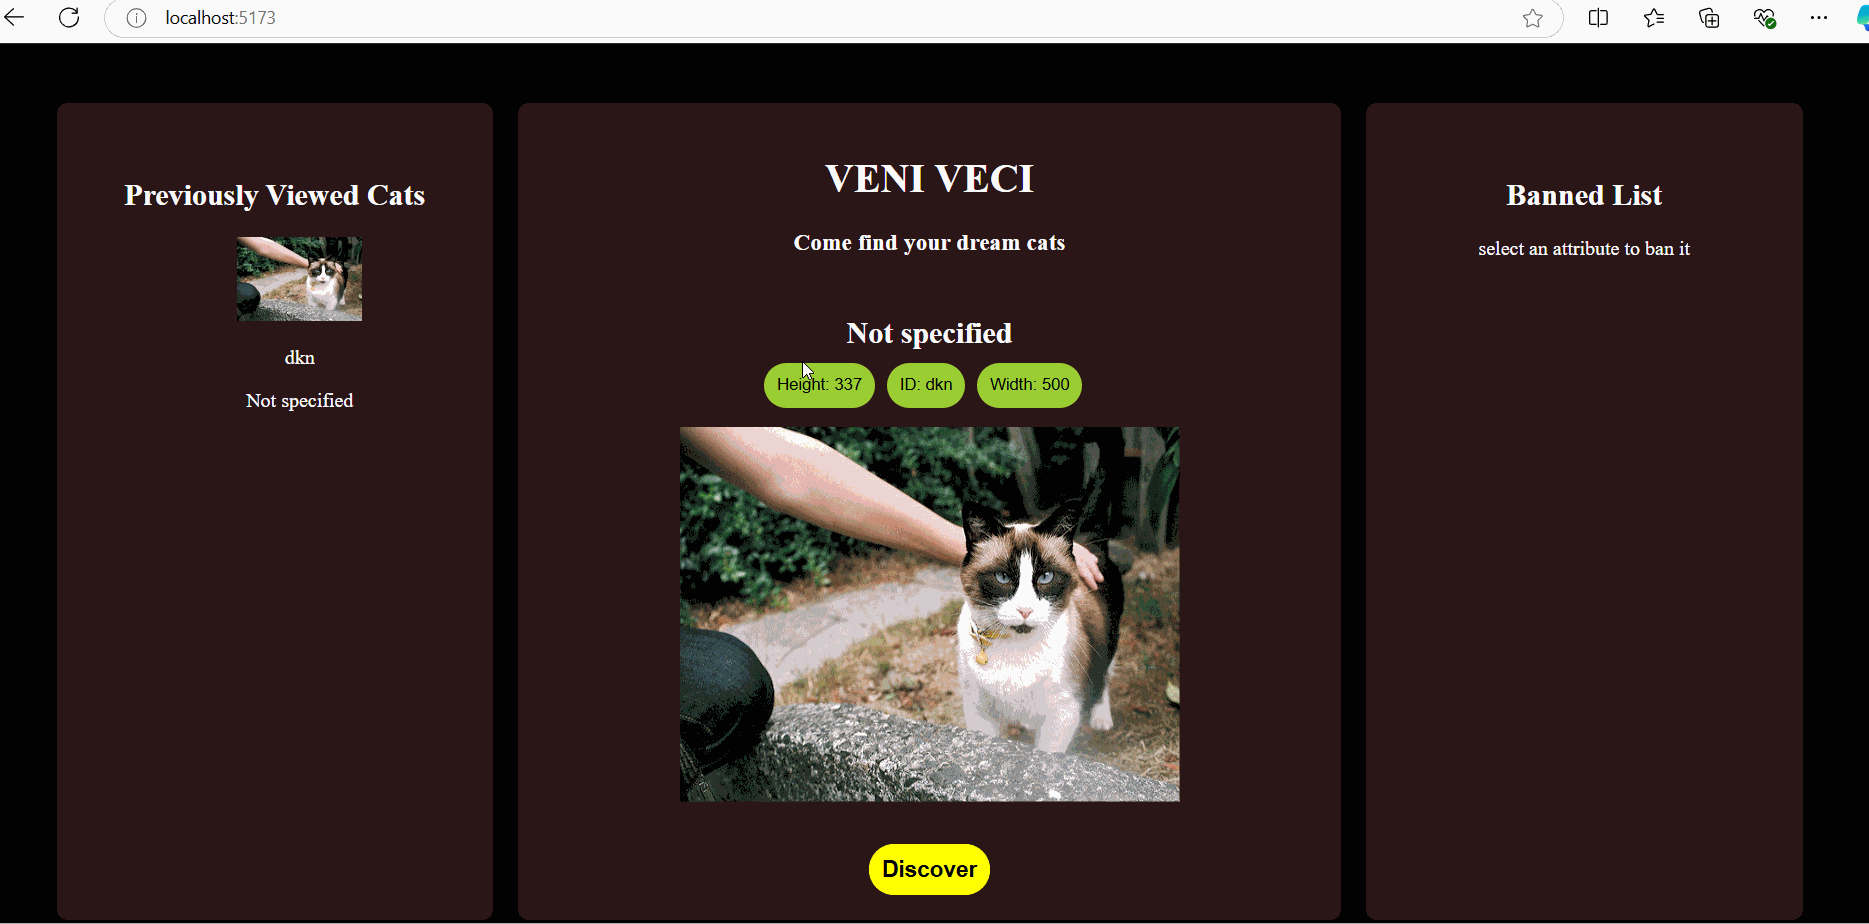 localhost:5173
Previously Viewed Cats
dkn
Not specified
VENI VECI
Come find your dream cats
Not specified
Height: 337 ID: dkn Width: 500
Discover
Banned List
select an attribute to ban it